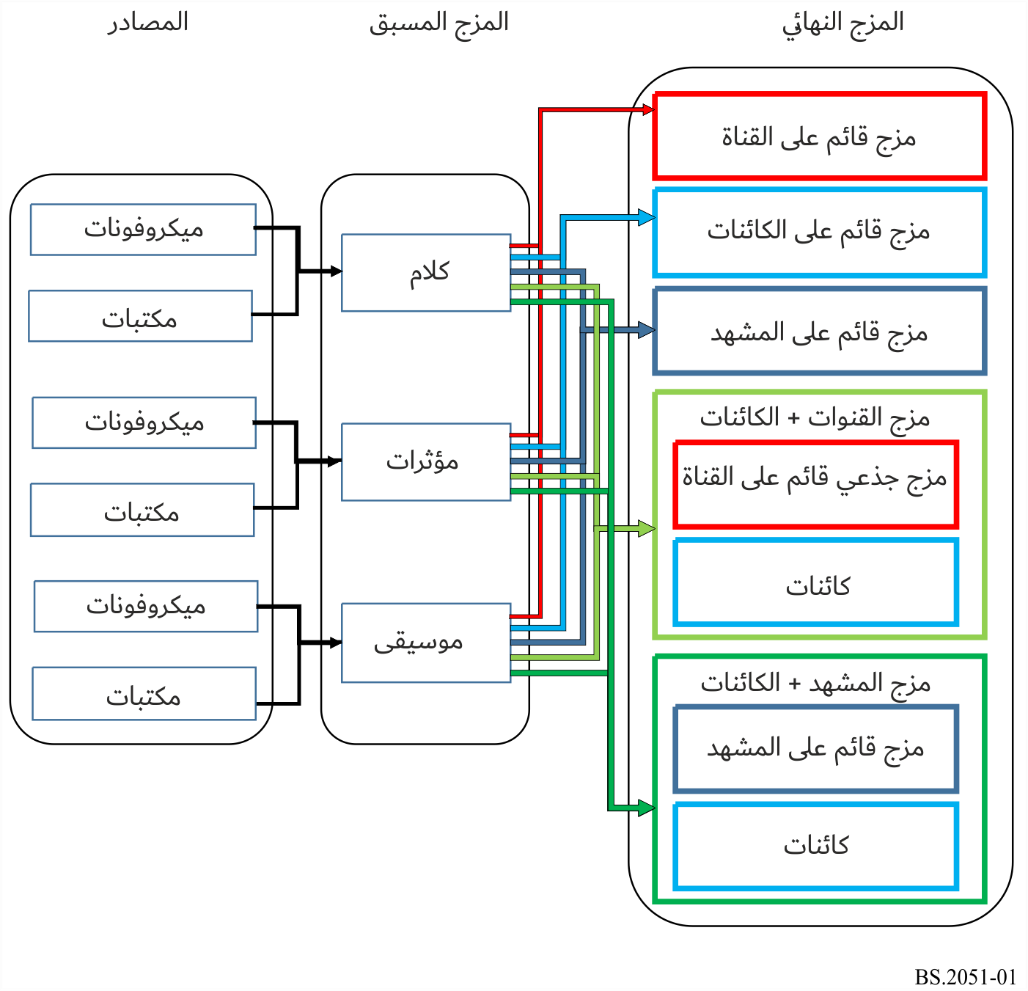 المصادر
المزج المسبق
المزج النهائي
ميكروفونات
مكتبات
ميكروفونات
مكتبات
ميكروفونات
مكتبات
كلام
مؤثرات
موسيقى
مزج قائم على القناة
مزج قائم على الكائنات
مزج قائم على المشهد
مزج القنوات + الكائنات
مزج جذعي قائم على القناة
كائنات
مزج المشهد + الكائنات
مزج قائم على المشهد
كائنات
BS.2051-01